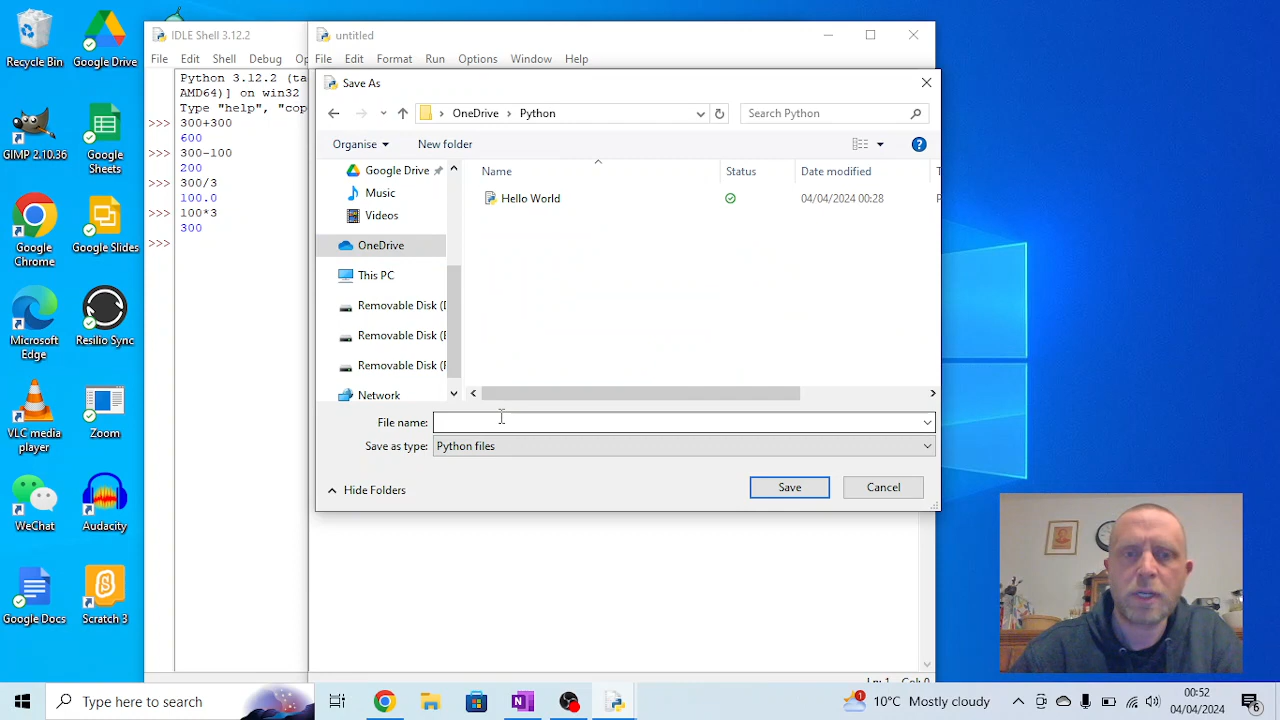 Recycle Bin
Google Drive
GIMP 2.10.36
Google
Sheets
Google
Chrome
Google Slides
Microsoft
Edge
Resilio Sync
VLC media
player
Zoom
WeChat
Audacity
Google Docs
Scratch 3
IDLE Shell 3.12.2
File Edit Shell Debug Op
Python 3.12.2 (ta
AMD64)] on win32
Type "help", "cop
>>> 300+300
600
>>> 300-100
200
>>> 300/3
100.0
>>> 100*3
300
>>>
untitled
File Edit Format Run Options Window Help
Save As
OneDrive > Python
Search Python
Organise
New folder
Google Drive
Music
Videos
OneDrive
This PC
Removable Disk (
Removable Disk (
Removable Disk (
Network
Name Status Date modified
Hello World 04/04/2024 00:28
File name:
Save as type: Python files
Hide Folders
Save
Cancel
Type here to search
1
10°C Mostly cloudy
00:52
04/04/2024
6